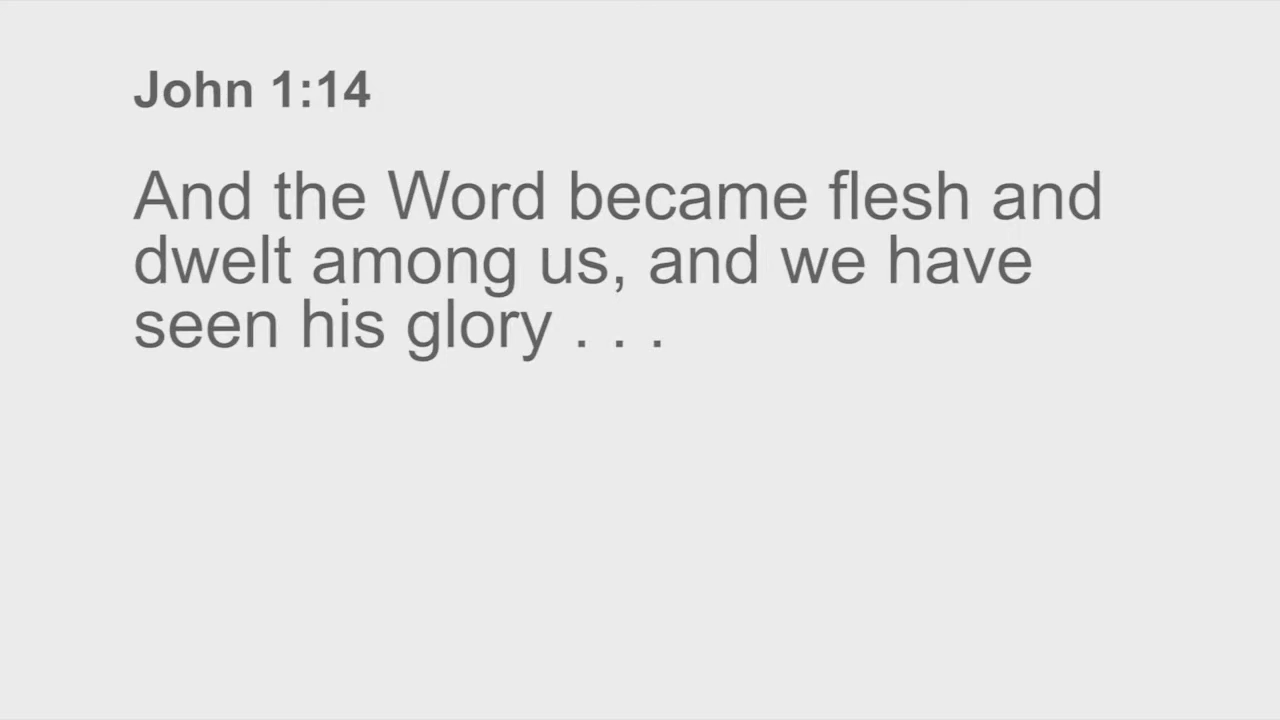 John 1:14
And the Word became flesh and
dwelt among us, and we have
seen his glory . . .